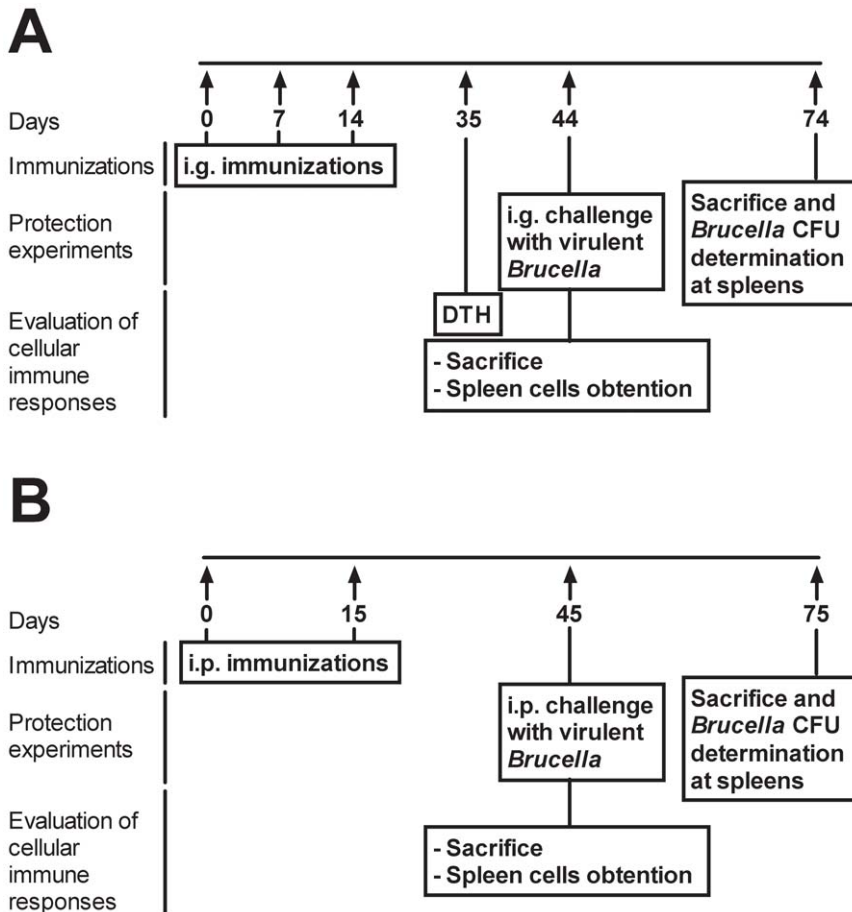 A
Days
0 7 14 35 44 74
Immunizations
i.g. immunizations
Protection
experiments
i.g. challenge
with virulent
Brucella
Sacrifice and
Brucella CFU
determination
at spleens
Evaluation of
cellular
immune
responses
DTH
- Sacrifice
- Spleen cells obtention
B
Days
0 15 45 75
Immunizations
i.p. immunizations
Protection
experiments
i.p. challenge
with virulent
Brucella
Sacrifice and
Brucella CFU
determination
at spleens
Evaluation of
cellular
immune
responses
- Sacrifice
- Spleen cells obtention